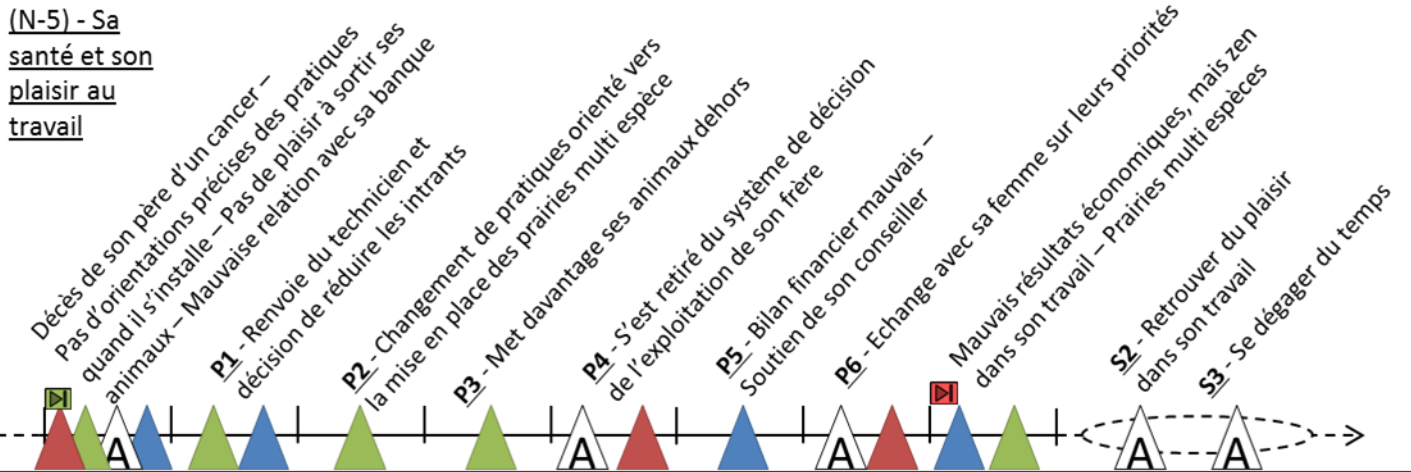 (N-5) - Sa
santé et son
plaisir au
travail
Décès de son père d’un cancer –
Pas d’orientations précises des pratiques
quand il s’installe – Pas de plaisir à sortir ses
animaux – Mauvaise relation avec sa banque
P1 - Renvoie du technicien et
décision de réduire les intrants
P2 - Changement de pratiques orienté vers
la mise en place des prairies multi espèce
P3 - Met davantage ses animaux dehors
P4 - S’est retiré du système de décision
de l’exploitation de son frère
P5 - Bilan financier mauvais –
Soutien de son conseiller
P6 - Echange avec sa femme sur leurs priorités
Mauvais résultats économiques, mais zen
dans son travail – Prairies multi espèces
S2 - Retrouver du plaisir
dans son travail
S3 - Se dégager du temps
A A A A A